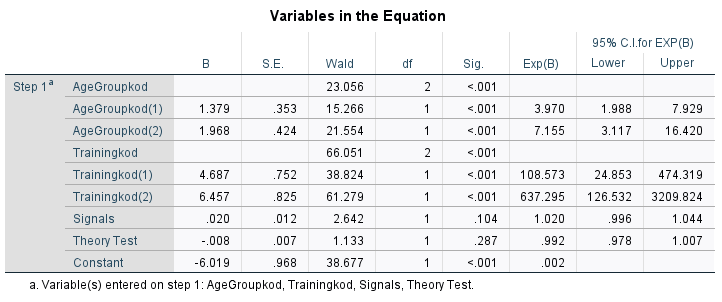 Variables in the Equation
95% C.I.for EXP(B)
B S.E. Wald df Sig. Exp(B) Lower Upper
Step 1a AgeGroupkod 23.056 2 <.001
AgeGroupkod(1) 1.379 .353 15.266 1 <.001 3.970 1.988 7.929
AgeGroupkod(2) 1.968 .424 21.554 1 <.001 7.155 3.117 16.420
Trainingkod 66.051 2 <.001
Trainingkod(1) 4.687 .752 38.824 1 <.001 108.573 24.853 474.319
Trainingkod(2) 6.457 .825 61.279 1 <.001 637.295 126.532 3209.824
Signals .020 .012 2.642 1 .104 1.020 .996 1.044
Theory Test -.008 .007 1.133 1 .287 .992 .978 1.007
Constant -6.019 .968 38.677 1 <.001 .002
a. Variable(s) entered on step 1: AgeGroupkod, Trainingkod, Signals, Theory Test.